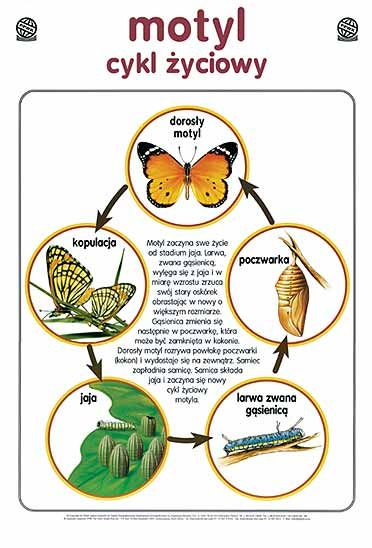 motyl
cykl życiowy
dorosły
motyl
kopulacja
poczwarka
Motyl zaczyna swe życie
od stadium jaja. Larwa,
zwana gąsienicą,
wylęga się z jaja i w
miarę wzrostu zrzuca
swój stary oskórek
obrastając w nowy o
większym rozmiarze.
Gąsienica zmienia się
następnie w poczwarkę, która
może być zamknięta w kokonie.
Dorosły motyl rozrywa powłokę poczwarki
(kokon) i wydostaje się na zewnątrz. Samiec
zapładnia samicę. Samica składa
jaja i zaczyna się nowy
cykl życiowy
motyla.
jaja
larwa zwana
gąsienicą